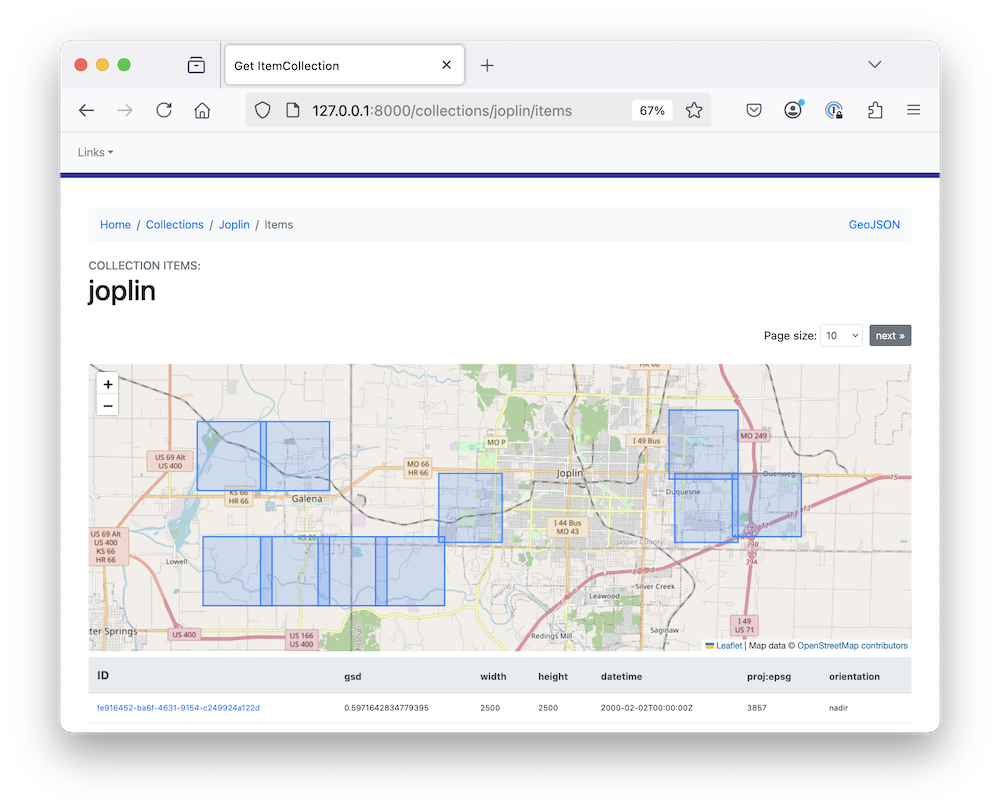 Get ItemCollection
127.0.0.1:8000/collections/joplin/items 67%
Links
Home / Collections / Joplin / Items GeoJSON
COLLECTION ITEMS:
joplin
Page size: 10 next »
+
−
HR 66
I 49 Bus
MO 249
MO P
US 69 Alt
US 400
MO 66
HR 66
Joplin
Duenweg
15
KS 66
HR 66
Galena
Duquesne
I 44 Bus
MO 43
US 69 Alt
US 400
KS 66
HR 66
KS 26
Jasper County
39B
39A
Lowell
Silver Creek
Leawood
ter Springs
US 400
US 166
US 400
Redings Mill
Saginaw
I 49
US 71
Leaflet | Map data © OpenStreetMap contributors
ID gsd width height datetime proj:epsg orientation
fe916452-ba6f-4631-9154-c249924a122d 0.5971642834779395 2500 2500 2000-02-02T00:00:00Z 3857 nadir